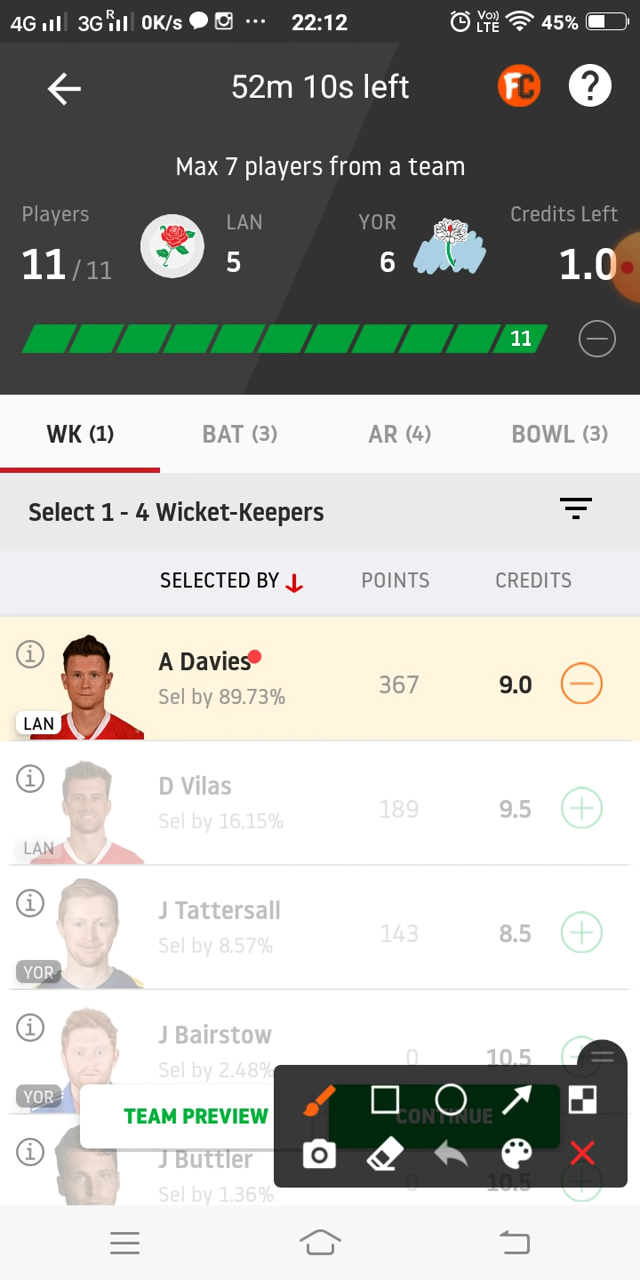 4G 3G R 0K/s 22:12 Vo) LTE 45%
52m 10s left FC ?
Max 7 players from a team
Players LAN YOR Credits Left
11 / 11 5 6 1.0
11
WK (1) BAT (3) AR (4) BOWL (3)
Select 1 - 4 Wicket-Keepers
SELECTED BY POINTS CREDITS
A Davies
Sel by 89.73% 367 9.0
LAN
D Vilas
Sel by 16.15% 189 9.5
LAN
J Tattersall
Sel by 8.57% 143 8.5
YOR
J Bairstow
Sel by 2.48% 0 10.5
YOR
TEAM PREVIEW CONTINUE
J Buttler
Sel by 1.36% 0 10.5